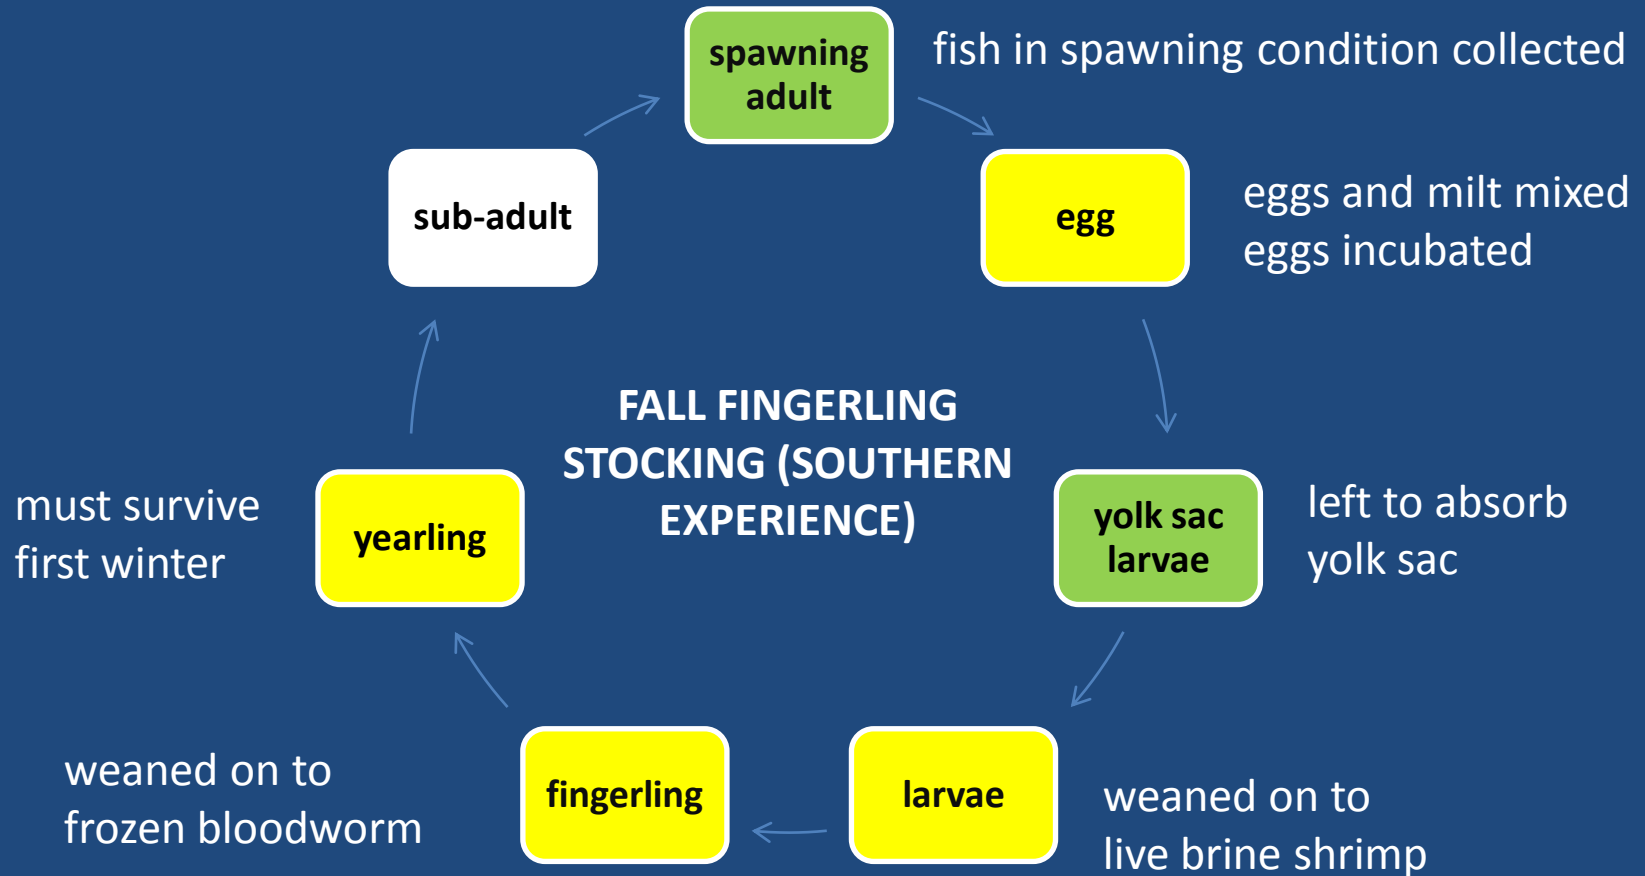 spawning
adult
fish in spawning condition collected
egg
eggs and milt mixed
eggs incubated
yolk sac
larvae
left to absorb
yolk sac
larvae
weaned on to
live brine shrimp
fingerling
weaned on to
frozen bloodworm
yearling
must survive
first winter
sub-adult
FALL FINGERLING
STOCKING (SOUTHERN
EXPERIENCE)